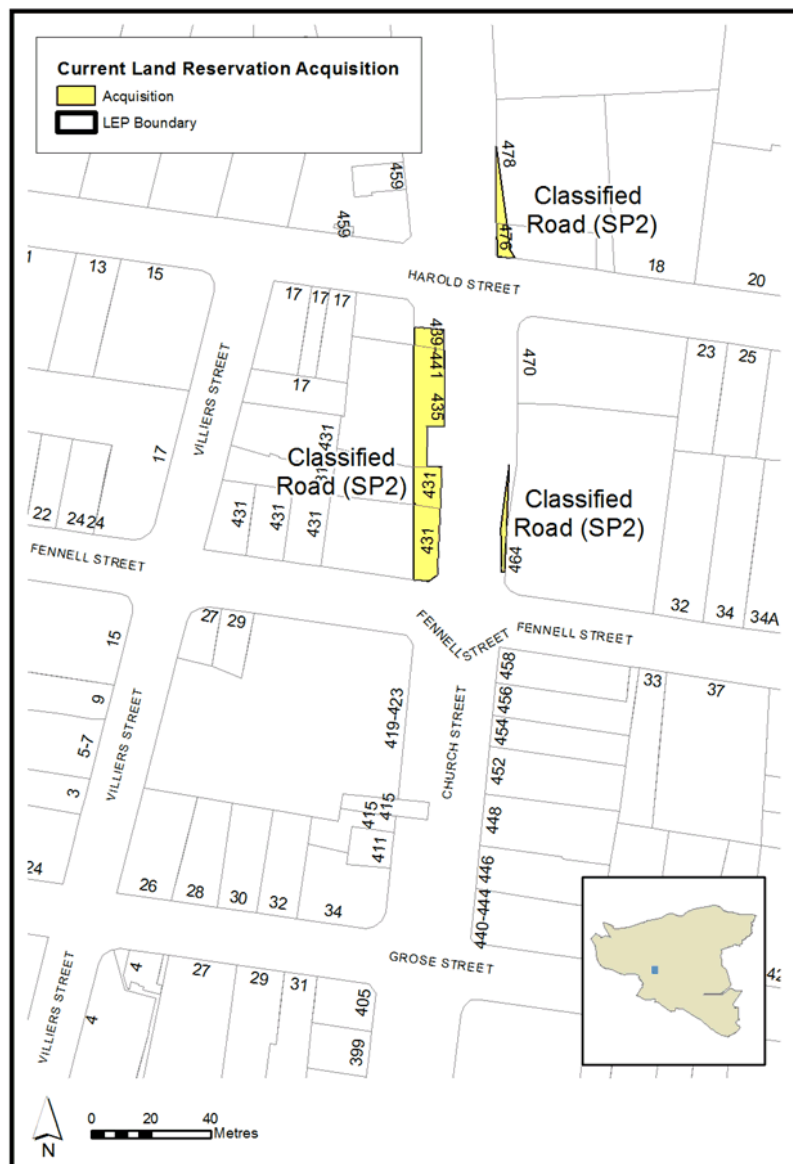 Current Land Reservation Acquisition
Acquisition
LEP Boundary
459
459
478
Classified
Road (SP2)
476
HAROLD STREET
18
20
1
13
15
17
17
17
439-441
470
23
25
VILLIERS STREET
17
435
17
431
Classified
Road (SP2)
431
431
431
431
431
431
Classified
Road (SP2)
464
22
24
24
FENNELL STREET
32
34
34A
FENNELL STREET
FENNELL STREET
27
29
15
9
5-7
3
VILLIERS STREET
419-423
CHURCH STREET
458
456
454
452
448
446
440-444
33
37
415
415
411
24
26
28
30
32
34
GROSE STREET
42
VILLIERS STREET
4
4
27
29
31
405
399
N
0 20 40
Metres